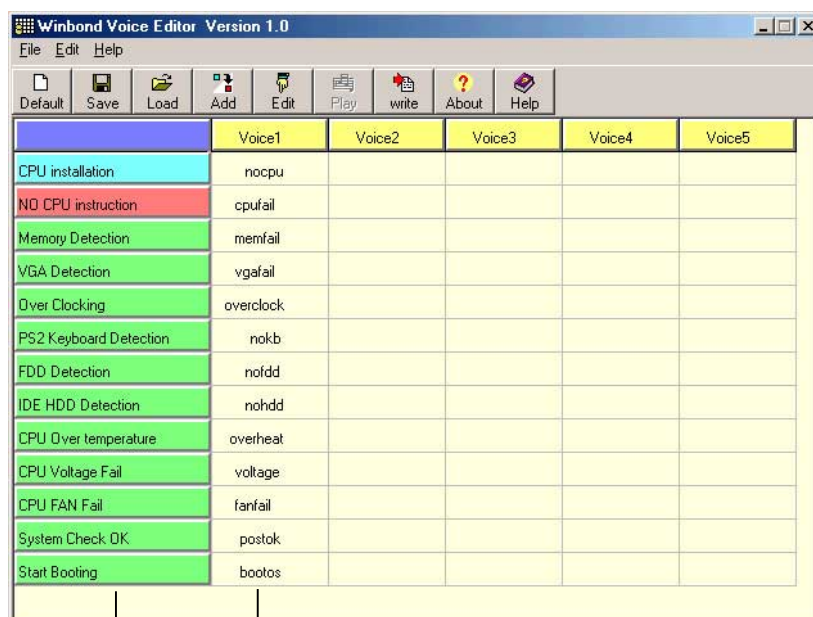 Winbond Voice Editor Version 1.0
File Edit Help
Default Save Load Add Edit Play write About Help
Voice1 Voice2 Voice3 Voice4 Voice5
CPU installation nocpu
NO CPU instruction cpufail
Memory Detection memfail
VGA Detection vgafail
Over Clocking overclock
PS2 Keyboard Detection nokb
FDD Detection nofdd
IDE HDD Detection nohdd
CPU Over temperature overheat
CPU Voltage Fail voltage
CPU FAN Fail fanfail
System Check OK postok
Start Booting bootos